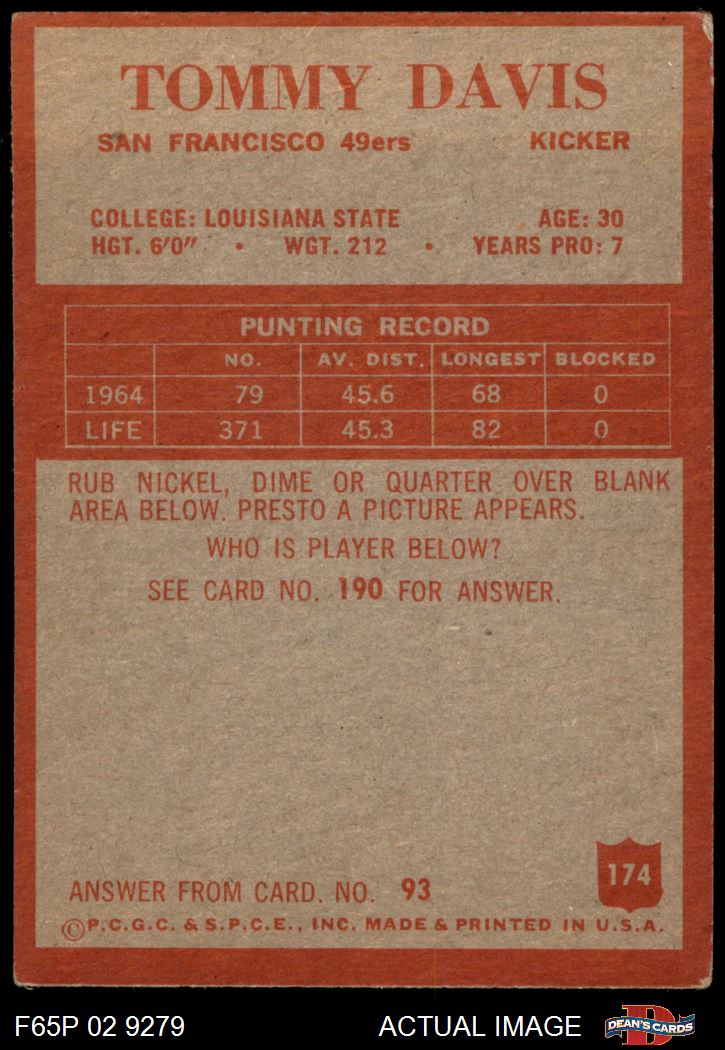 TOMMY DAVIS
SAN FRANCISCO 49ers KICKER
COLLEGE: LOUISIANA STATE AGE: 30
HGT. 6'0" • WGT. 212 • YEARS PRO: 7
PUNTING RECORD
NO. AV. DIST. LONGEST BLOCKED
1964 79 45.6 68 0
LIFE 371 45.3 82 0
RUB NICKEL, DIME OR QUARTER OVER BLANK
AREA BELOW. PRESTO A PICTURE APPEARS.
WHO IS PLAYER BELOW?
SEE CARD NO. 190 FOR ANSWER.
174
ANSWER FROM CARD. NO. 93
©P.C.G.C. & S.P.C.E., INC. MADE & PRINTED IN U.S.A.
F65P 02 9279 ACTUAL IMAGE D DEAN'S CARDS